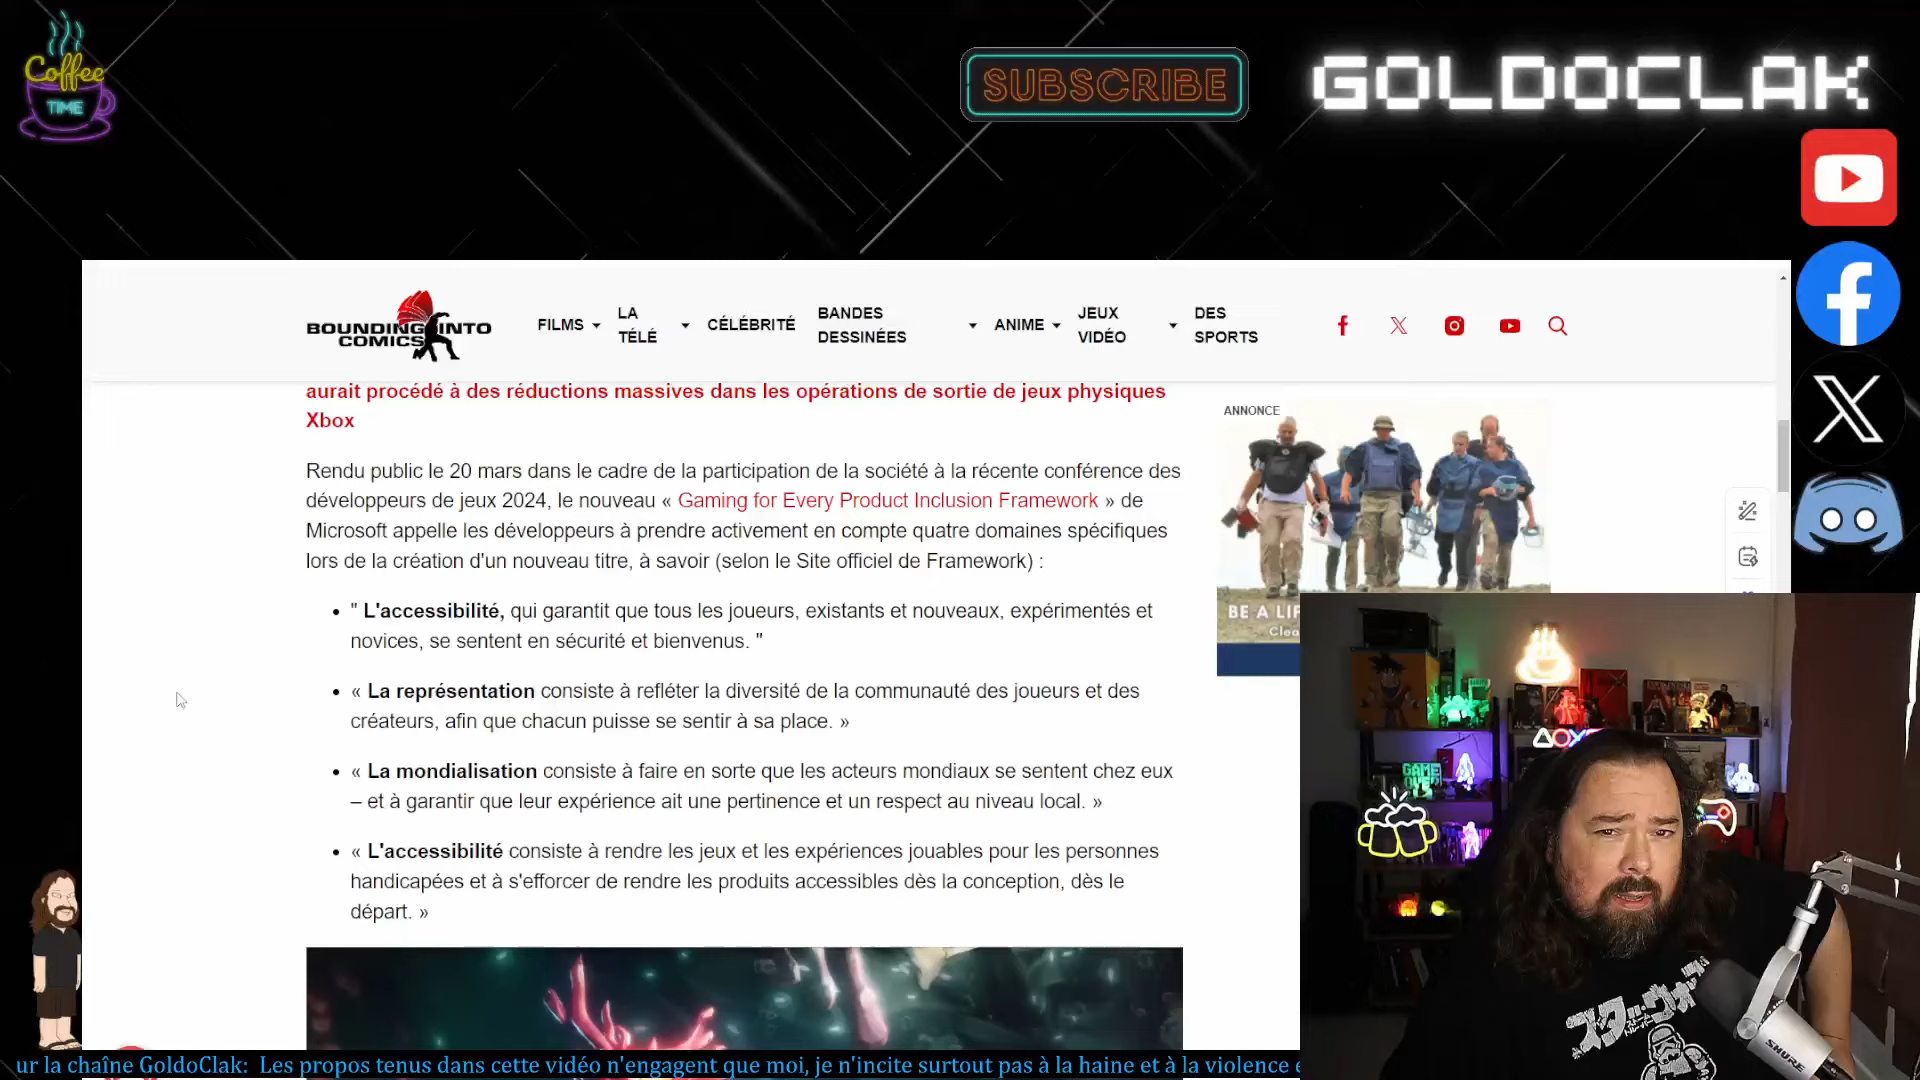 Coffee
TIME
SUBSCRIBE
GOLDOCLAK
BOUNDING INTO
COMICS
FILMS
LA
TÉLÉ
CÉLÉBRITÉ
BANDES
DESSINÉES
ANIME
JEUX
VIDÉO
DES
SPORTS
aurait procédé à des réductions massives dans les opérations de sortie de jeux physiques
Xbox
Rendu public le 20 mars dans le cadre de la participation de la société à la récente conférence des
développeurs de jeux 2024, le nouveau « Gaming for Every Product Inclusion Framework » de
Microsoft appelle les développeurs à prendre activement en compte quatre domaines spécifiques
lors de la création d'un nouveau titre, à savoir (selon le Site officiel de Framework) :
• " L'accessibilité, qui garantit que tous les joueurs, existants et nouveaux, expérimentés et
novices, se sentent en sécurité et bienvenus. "
• « La représentation consiste à refléter la diversité de la communauté des joueurs et des
créateurs, afin que chacun puisse se sentir à sa place. »
• « La mondialisation consiste à faire en sorte que les acteurs mondiaux se sentent chez eux
– et à garantir que leur expérience ait une pertinence et un respect au niveau local. »
• « L'accessibilité consiste à rendre les jeux et les expériences jouables pour les personnes
handicapées et à s'efforcer de rendre les produits accessibles dès la conception, dès le
départ. »
ANNONCE
BE A LI
Clea
GAME
OVER
SHURE
ur la chaîne GoldoClak: Les propos tenus dans cette vidéo n'engagent que moi, je n'incite surtout pas à la haine et à la violence